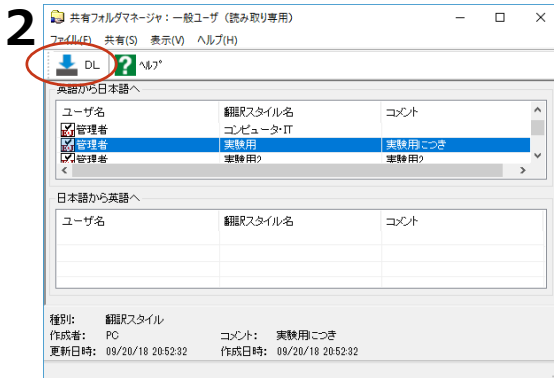 2
共有フォルダマネージャ：一般ユーザ（読み取り専用）
ファイル(F) 共有(S) 表示(V) ヘルプ(H)
DL ? ヘルプ
英語から日本語へ
ユーザ名 翻訳スタイル名 コメント
管理者 コンピュータ・IT
管理者 実験用 実験用につき
管理者 実験用2 実験用2
日本語から英語へ
ユーザ名 翻訳スタイル名 コメント
種別: 翻訳スタイル
作成者: PC コメント: 実験用につき
更新日時: 09/20/18 20:52:32 作成日時: 09/20/18 20:52:32